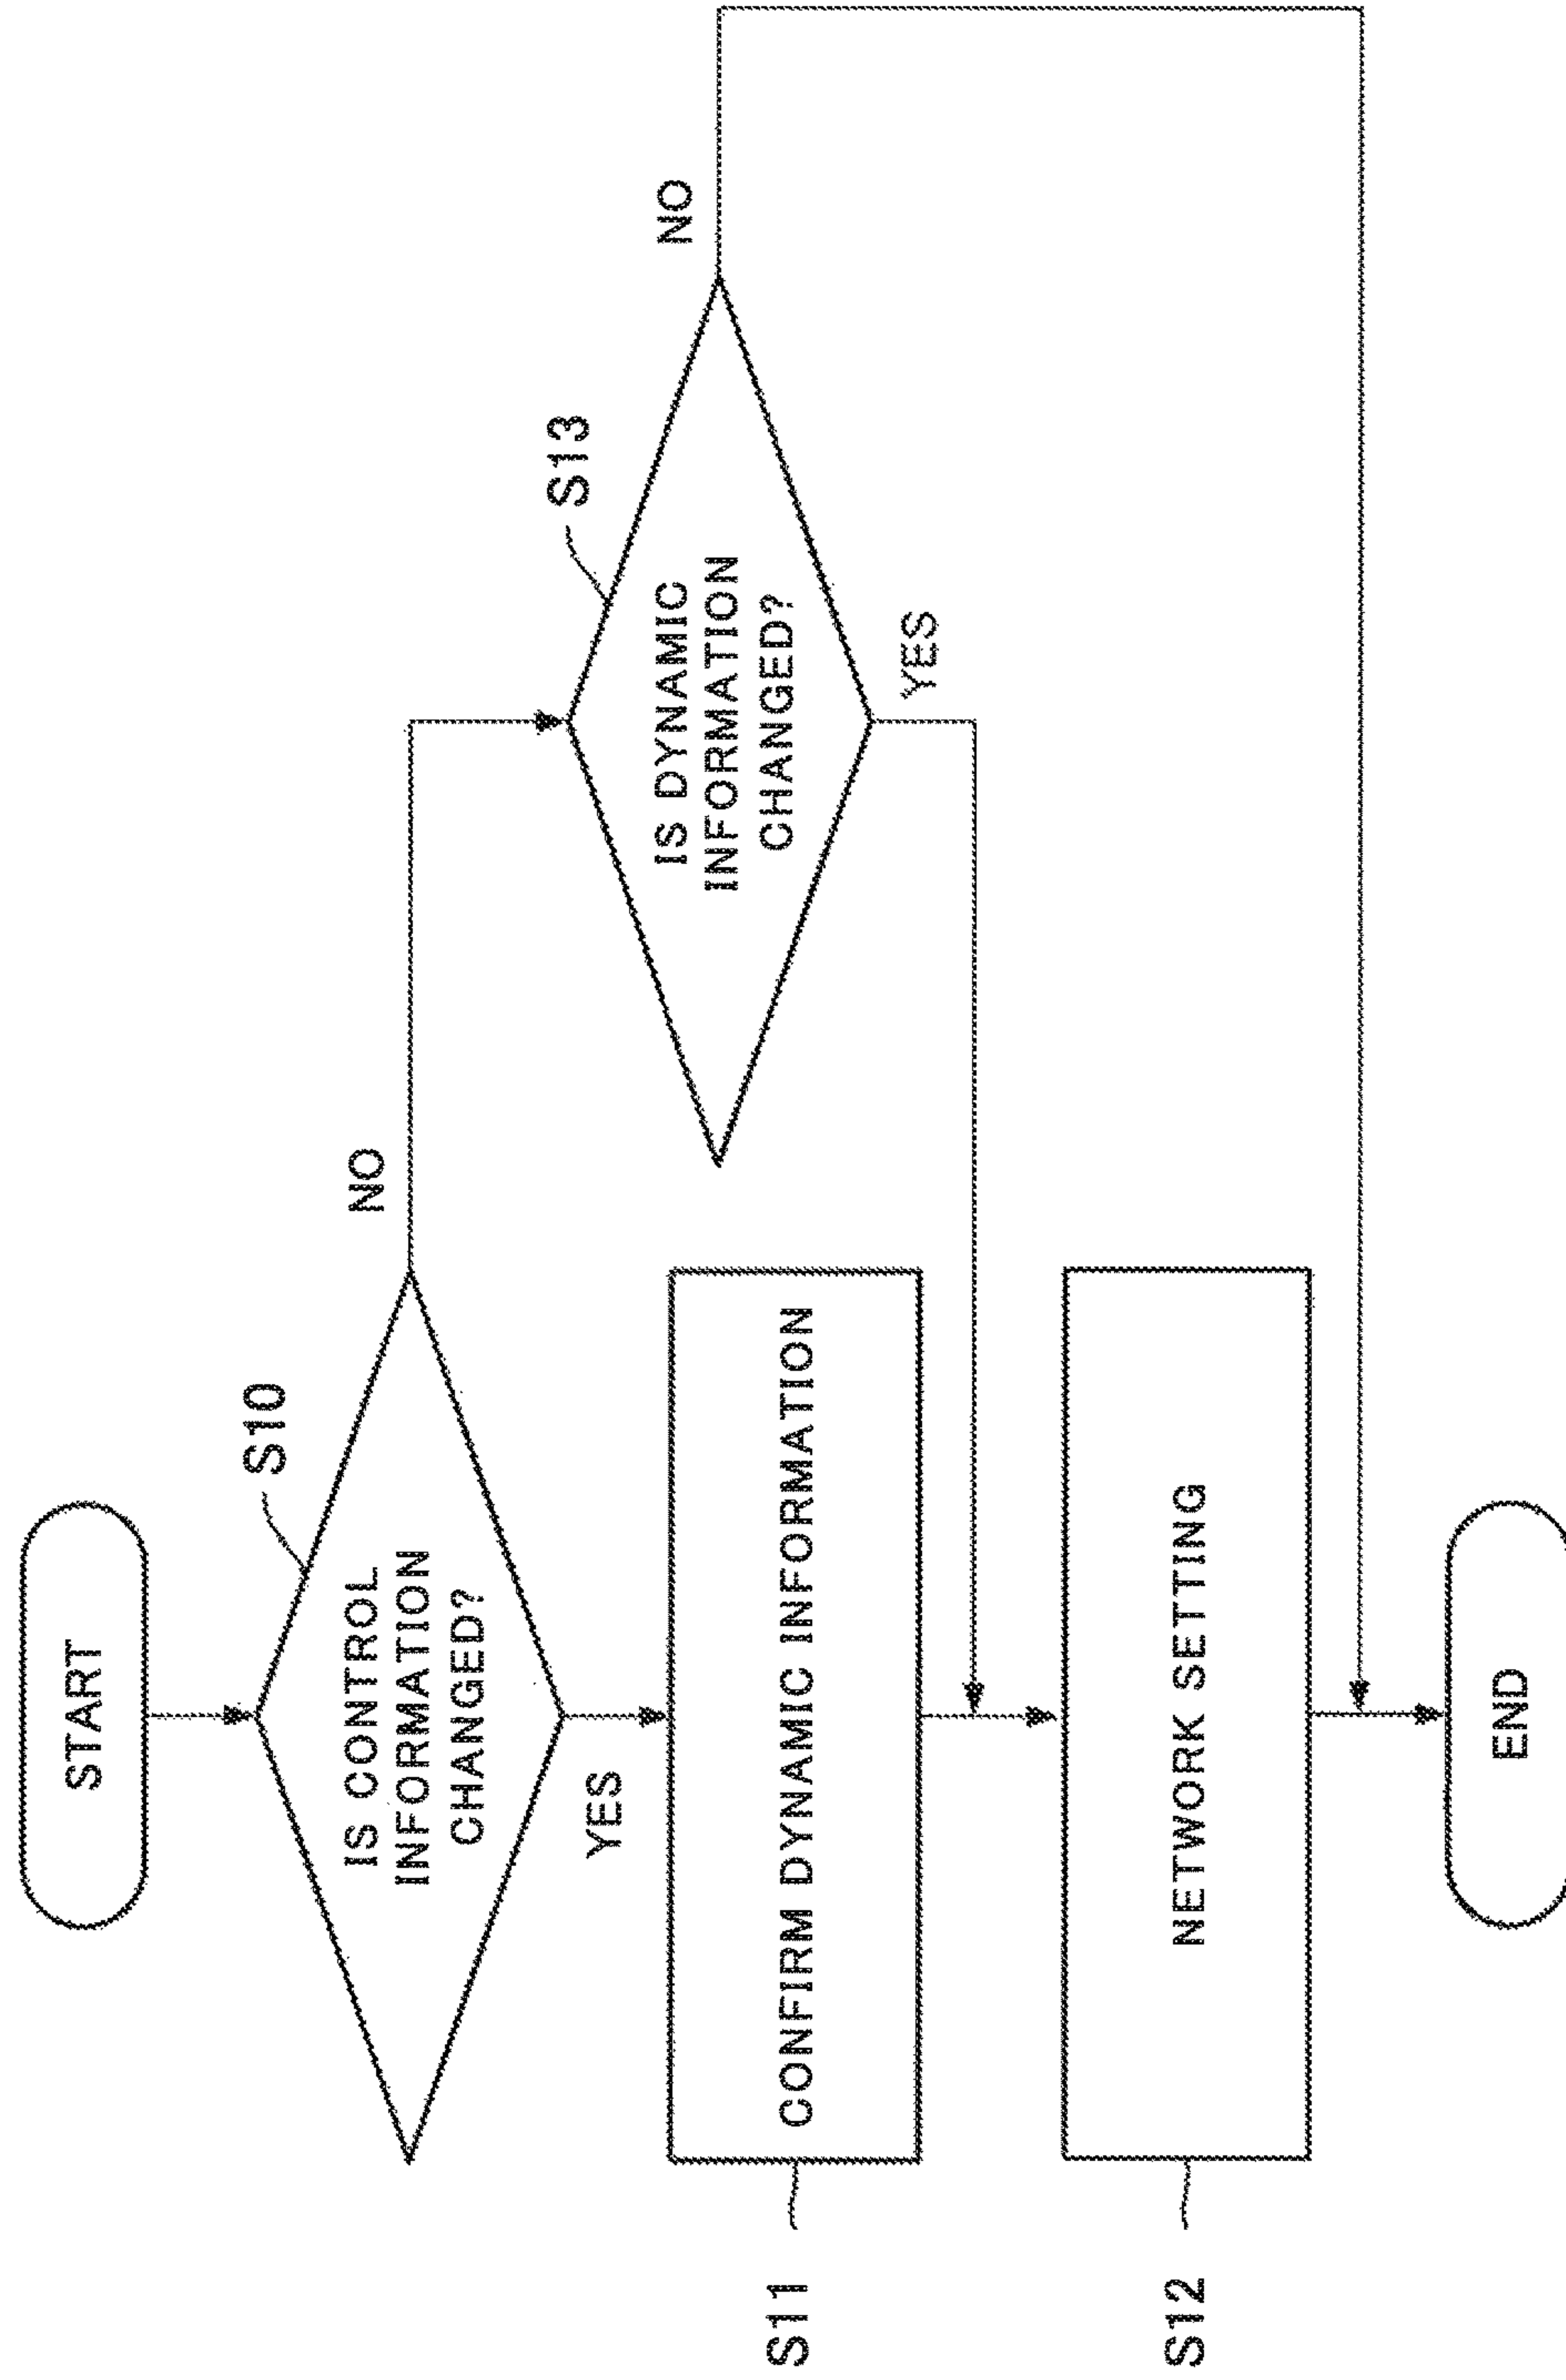 START
S10
IS CONTROL
INFORMATION
CHANGED?
NO
YES
S13
IS DYNAMIC
INFORMATION
CHANGED?
NO
YES
S11
CONFIRM DYNAMIC INFORMATION
S12
NETWORK SETTING
END